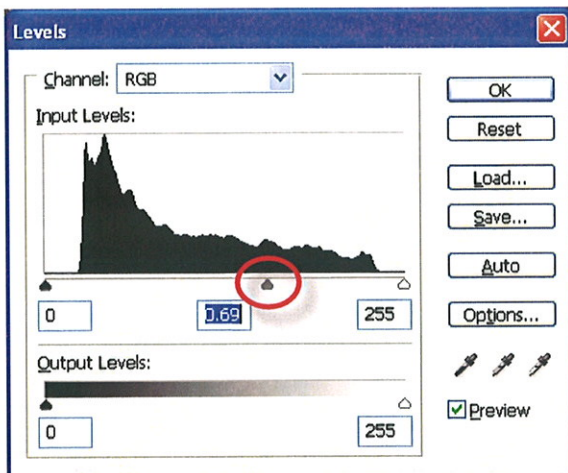 Levels
Channel: RGB
Input Levels:
0 0.69 255
Output Levels:
0 255
OK
Reset
Load...
Save...
Auto
Options...
Preview